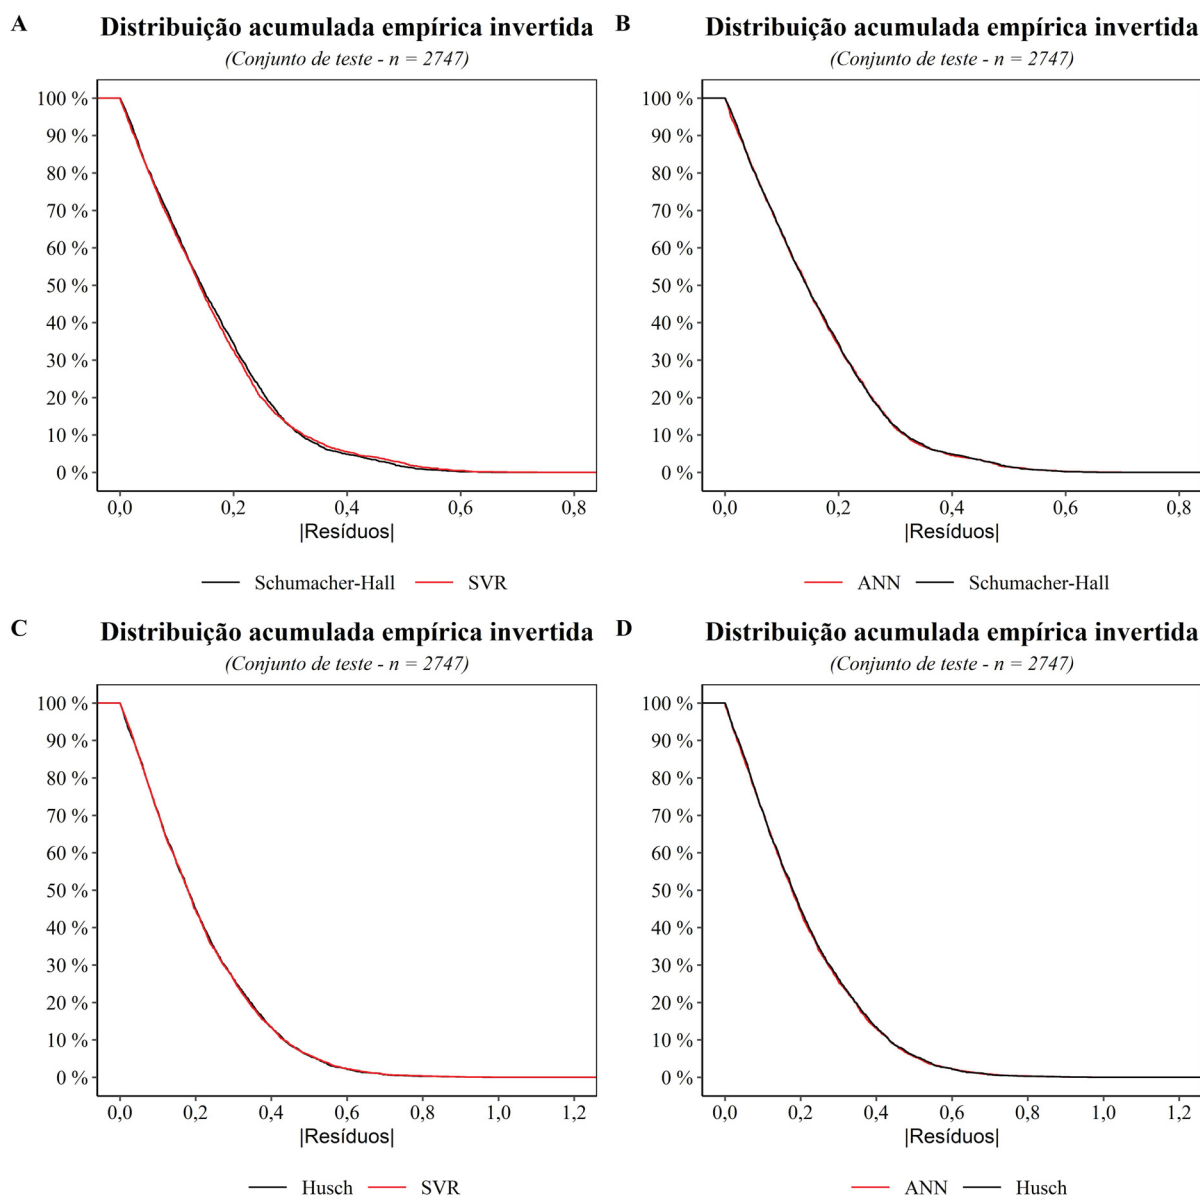 A
Distribuição acumulada empírica invertida
(Conjunto de teste - n = 2747)
100 %
90 %
80 %
70 %
60 %
50 %
40 %
30 %
20 %
10 %
0 %
0,0 0,2 0,4 0,6 0,8
|Resíduos|
Schumacher-Hall SVR
B
Distribuição acumulada empírica invertida
(Conjunto de teste - n = 2747)
100 %
90 %
80 %
70 %
60 %
50 %
40 %
30 %
20 %
10 %
0 %
0,0 0,2 0,4 0,6 0,8
|Resíduos|
ANN Schumacher-Hall
C
Distribuição acumulada empírica invertida
(Conjunto de teste - n = 2747)
100 %
90 %
80 %
70 %
60 %
50 %
40 %
30 %
20 %
10 %
0 %
0,0 0,2 0,4 0,6 0,8 1,0 1,2
|Resíduos|
Husch SVR
D
Distribuição acumulada empírica invertida
(Conjunto de teste - n = 2747)
100 %
90 %
80 %
70 %
60 %
50 %
40 %
30 %
20 %
10 %
0 %
0,0 0,2 0,4 0,6 0,8 1,0 1,2
|Resíduos|
ANN Husch